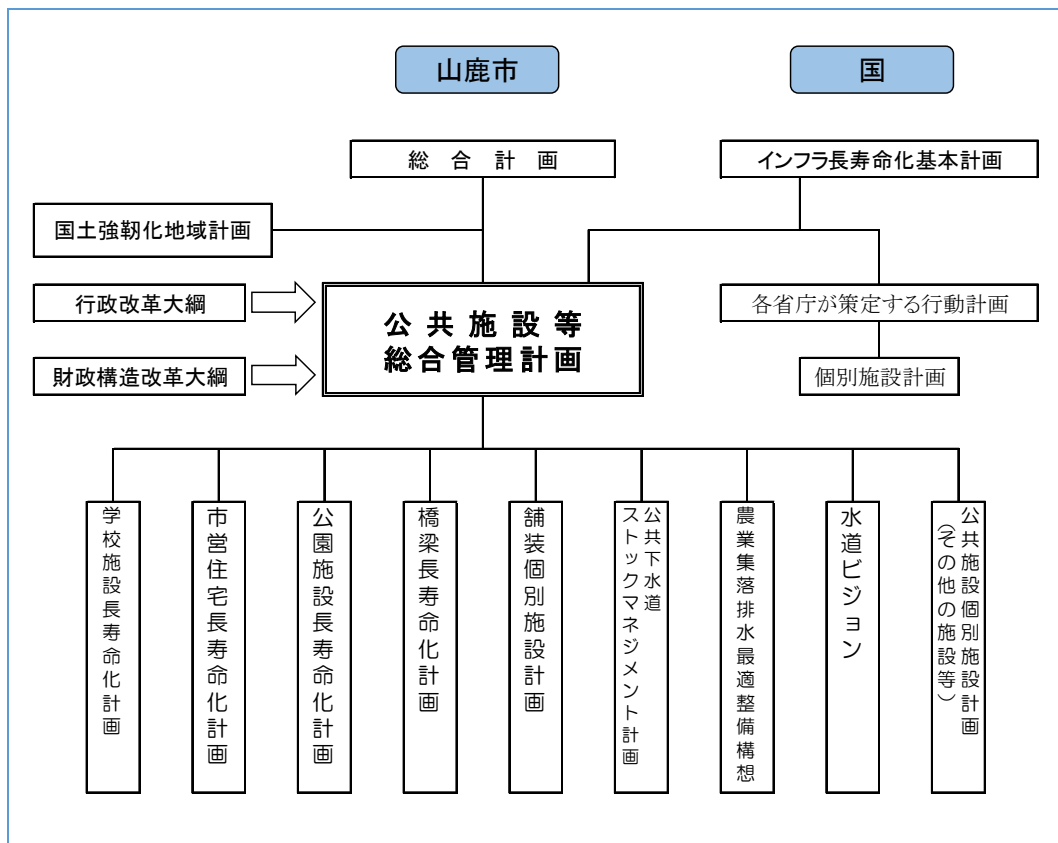 山鹿市
国
総合計画
インフラ長寿命化基本計画
国土強靭化地域計画
行政改革大綱
公共施設等
総合管理計画
各省庁が策定する行動計画
財政構造改革大綱
個別施設計画
学校施設長寿命化計画
市営住宅長寿命化計画
公園施設長寿命化計画
橋梁長寿命化計画
舗装個別施設計画
公共下水道
ストックマネジメント計画
農業集落排水最適整備構想
水道ビジョン
公共施設個別施設計画
(その他の施設等)